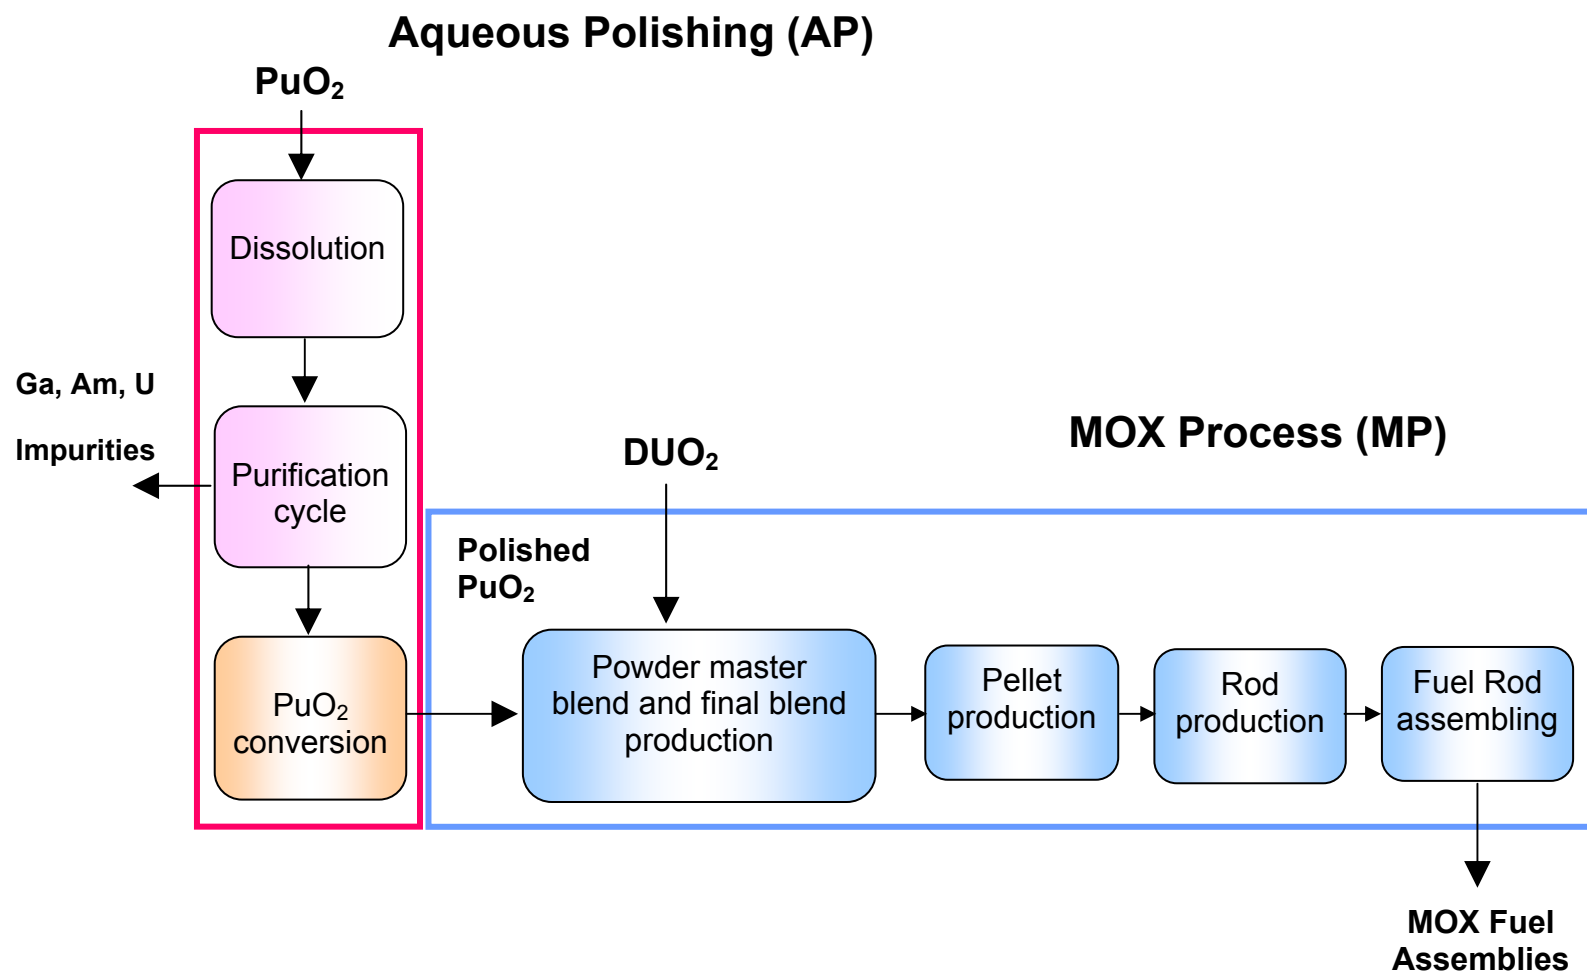 Aqueous Polishing (AP)
PuO₂
Dissolution
Ga, Am, U
Impurities
Purification
cycle
PuO₂
conversion
MOX Process (MP)
DUO₂
Polished
PuO₂
Powder master
blend and final blend
production
Pellet
production
Rod
production
Fuel Rod
assembling
MOX Fuel
Assemblies